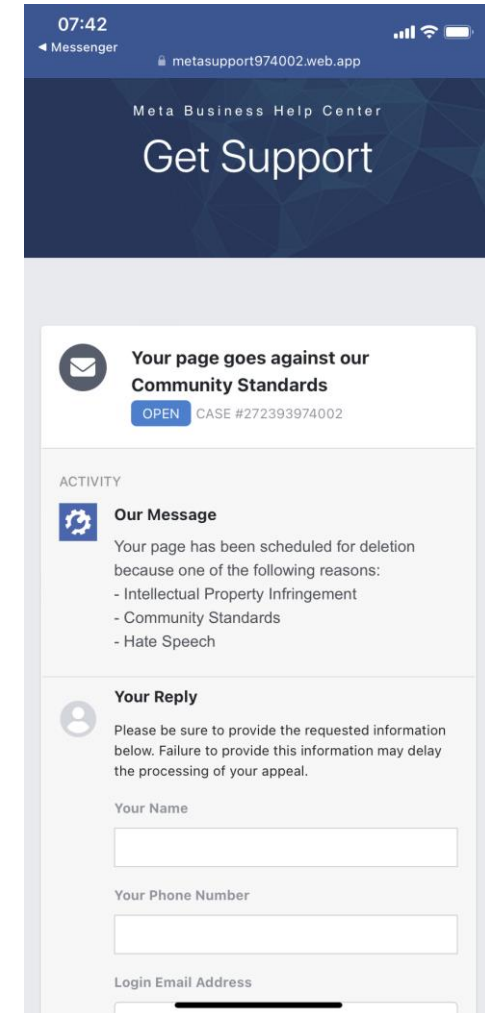 07:42
Messenger
metasupport974002.web.app
Meta Business Help Center
Get Support
Your page goes against our
Community Standards
OPEN CASE #272393974002
ACTIVITY
Our Message
Your page has been scheduled for deletion
because one of the following reasons:
- Intellectual Property Infringement
- Community Standards
- Hate Speech
Your Reply
Please be sure to provide the requested information
below. Failure to provide this information may delay
the processing of your appeal.
Your Name
Your Phone Number
Login Email Address